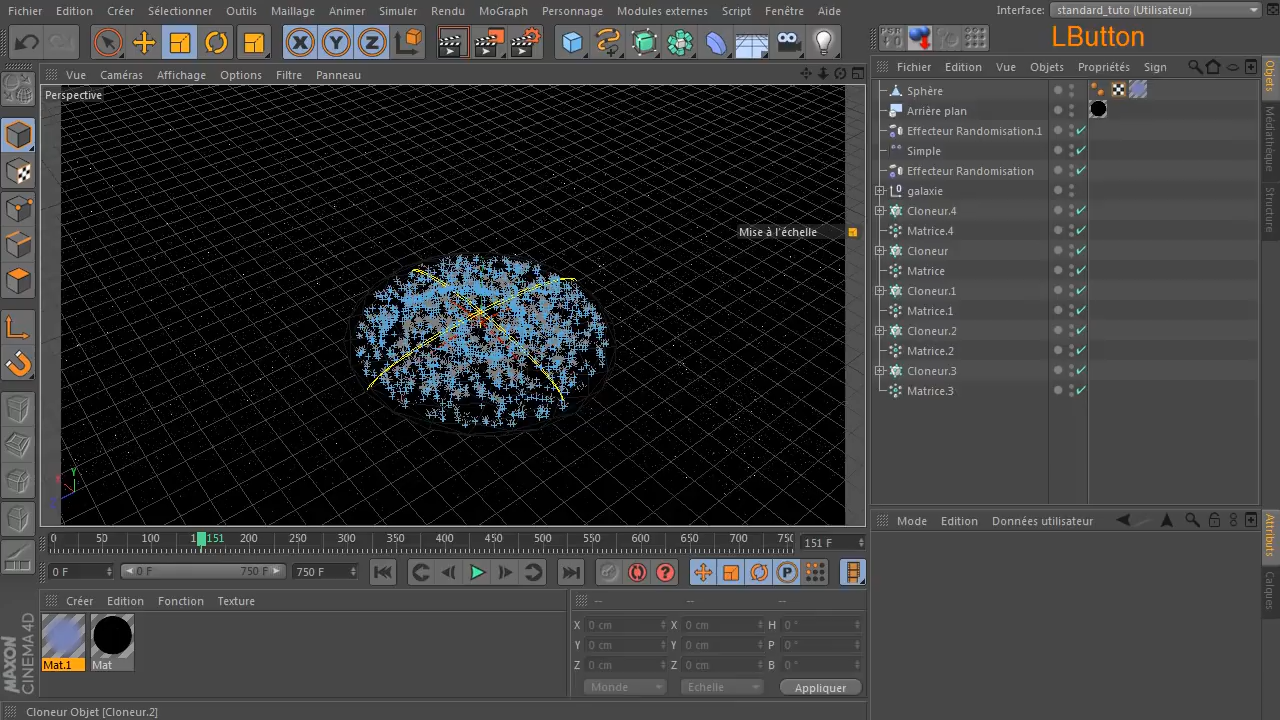 Fichier Edition Créer Sélectionner Outils Maillage Animer Simuler Rendu MoGraph Personnage Modules externes Script Fenêtre Aide
Interface: standard_tuto (Utilisateur)
LButton
PSR
0
X Y Z
Vue Caméras Affichage Options Filtre Panneau
Fichier Edition Vue Objets Propriétés Sign
Perspective
Mise à l'échelle
Y
Sphère
Arrière plan
Effecteur Randomisation.1
Simple
Effecteur Randomisation
galaxie
Cloneur.4
Matrice.4
Cloneur
Matrice
Cloneur.1
Matrice.1
Cloneur.2
Matrice.2
Cloneur.3
Matrice.3
Objets
Médiathèque
Structure
Mode Edition Données utilisateur
Attributs
Calques
0 50 100 151 200 250 300 350 400 450 500 550 600 650 700 750
151 F
0 F 0 F 750 F 750 F
P
Créer Edition Fonction Texture
Mat.1 Mat
-- -- --
X 0 cm X 0 cm H 0 °
Y 0 cm Y 0 cm P 0 °
Z 0 cm Z 0 cm B 0 °
Monde Echelle Appliquer
MAXON
CINEMA 4D
Cloneur Objet [Cloneur.2]